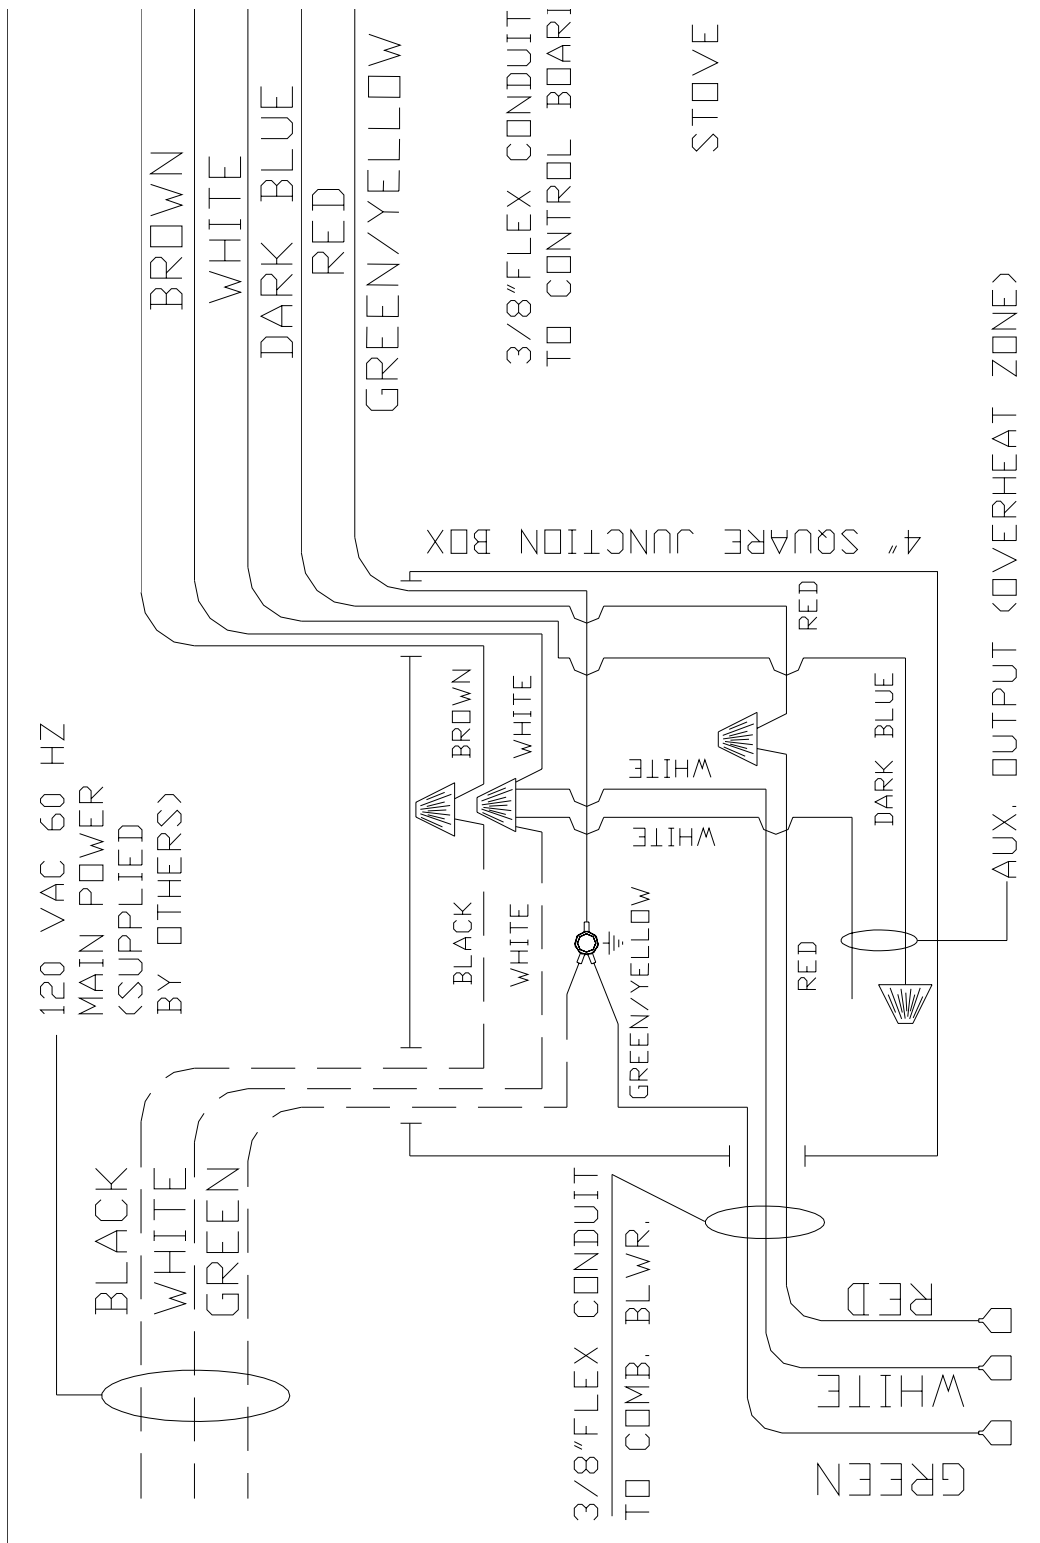 120 VAC 60 HZ
MAIN POWER
(SUPPLIED
BY OTHERS)
BLACK
WHITE
GREEN
BROWN
WHITE
DARK BLUE
RED
GREEN/YELLOW
3/8"FLEX CONDUIT
TO CONTROL BOARD
STOVE
4" SQUARE JUNCTION BOX
BROWN
WHITE
BLACK
WHITE
GREEN/YELLOW
WHITE
WHITE
RED
DARK BLUE
RED
AUX. OUTPUT (OVERHEAT ZONE)
3/8"FLEX CONDUIT
TO COMB. BLWR.
RED
WHITE
GREEN